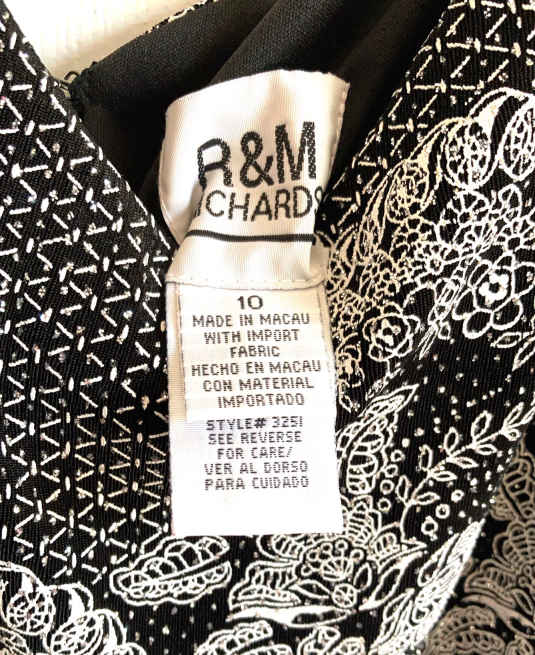 R&M
RICHARDS
10
MADE IN MACAU
WITH IMPORT
FABRIC
HECHO EN MACAU
CON MATERIAL
IMPORTADO
STYLE# 3251
SEE REVERSE
FOR CARE/
VER AL DORSO
PARA CUIDADO